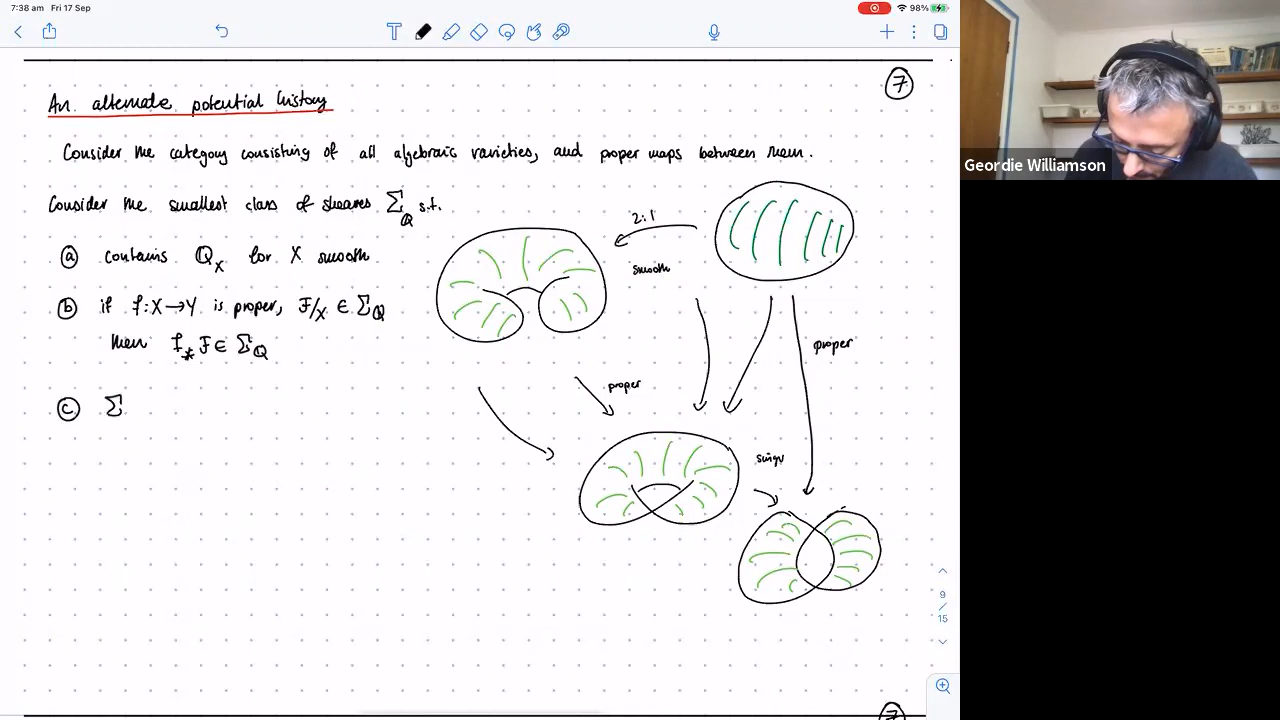 7:38 am Fri 17 Sep
98%
T
An alternate potential history
7
Consider the category consisting of all algebraic varieties, and proper maps between them.
Consider the smallest class of sheaves Σ_Q s.t.
(a) contains Q_X for X smooth
(b) if f: X → Y is proper, F/X ∈ Σ_Q
then f_* F ∈ Σ_Q
(c) Σ
2:1
smooth
proper
proper
singu
9
/
15
7
Geordie Williamson